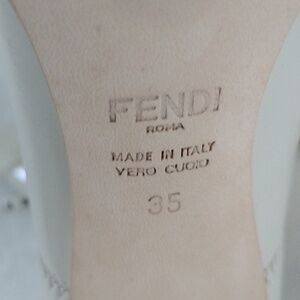 FENDI
ROMA
MADE IN ITALY
VERO CUOIO
35